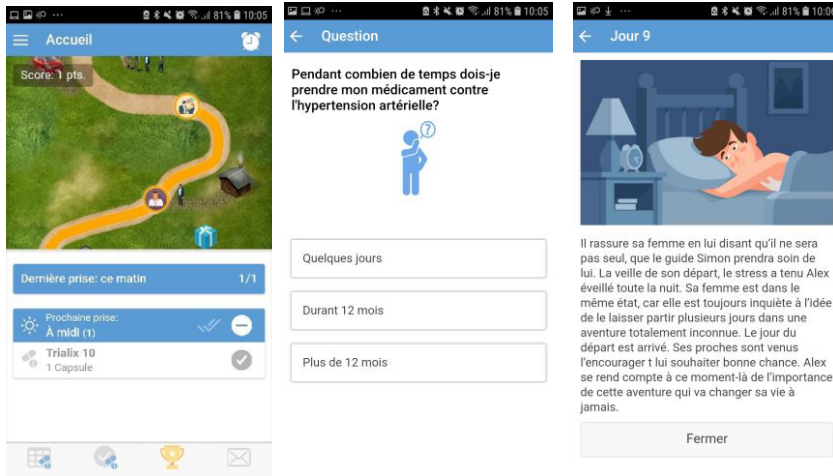 81% 10:05
Accueil
Score: 1 pts.
Dernière prise: ce matin 1/1
Prochaine prise:
À midi (1)
Trialix 10
1 Capsule
81% 10:05
Question
Pendant combien de temps dois-je
prendre mon médicament contre
l'hypertension artérielle?
?
Quelques jours
Durant 12 mois
Plus de 12 mois
81% 10:06
Jour 9
Il rassure sa femme en lui disant qu'il ne sera
pas seul, que le guide Simon prendra soin de
lui. La veille de son départ, le stress a tenu Alex
éveillé toute la nuit. Sa femme est dans le
même état, car elle est toujours inquiète à l'idée
de le laisser partir plusieurs jours dans une
aventure totalement inconnue. Le jour du
départ est arrivé. Ses proches sont venus
l'encourager t lui souhaiter bonne chance. Alex
se rend compte à ce moment-là de l'importance
de cette aventure qui va changer sa vie à
jamais.
Fermer